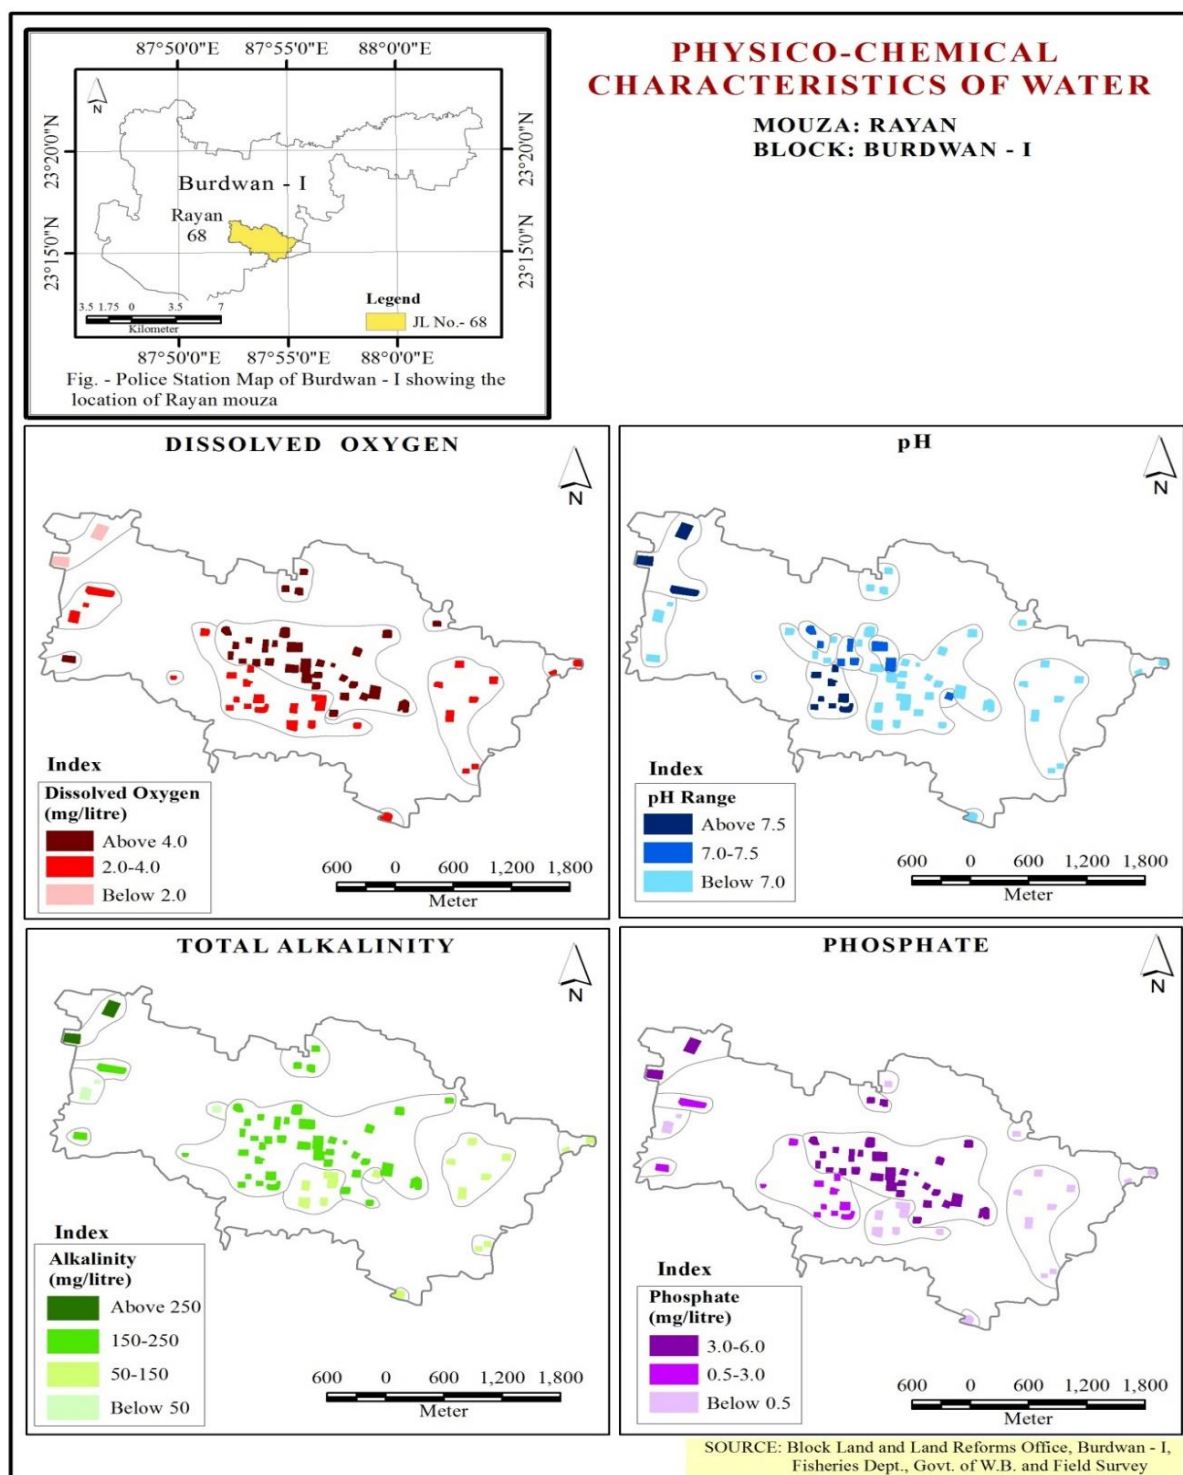 PHYSICO-CHEMICAL
CHARACTERISTICS OF WATER
MOUZA: RAYAN
BLOCK: BURDWAN - I
87°50'0"E 87°55'0"E 88°0'0"E
N
23°20'0"N
23°20'0"N
Burdwan - I
Rayan
68
23°15'0"N
23°15'0"N
Legend
JL No.- 68
3.5 1.75 0 3.5 7
Kilometer
87°50'0"E 87°55'0"E 88°0'0"E
Fig. - Police Station Map of Burdwan - I showing the
location of Rayan mouza
DISSOLVED OXYGEN
N
Index
Dissolved Oxygen
(mg/litre)
Above 4.0
2.0-4.0
Below 2.0
600 0 600 1,200 1,800
Meter
pH
N
Index
pH Range
Above 7.5
7.0-7.5
Below 7.0
600 0 600 1,200 1,800
Meter
TOTAL ALKALINITY
N
Index
Alkalinity
(mg/litre)
Above 250
150-250
50-150
Below 50
600 0 600 1,200 1,800
Meter
PHOSPHATE
N
Index
Phosphate
(mg/litre)
3.0-6.0
0.5-3.0
Below 0.5
600 0 600 1,200 1,800
Meter
SOURCE: Block Land and Land Reforms Office, Burdwan - I,
Fisheries Dept., Govt. of W.B. and Field Survey